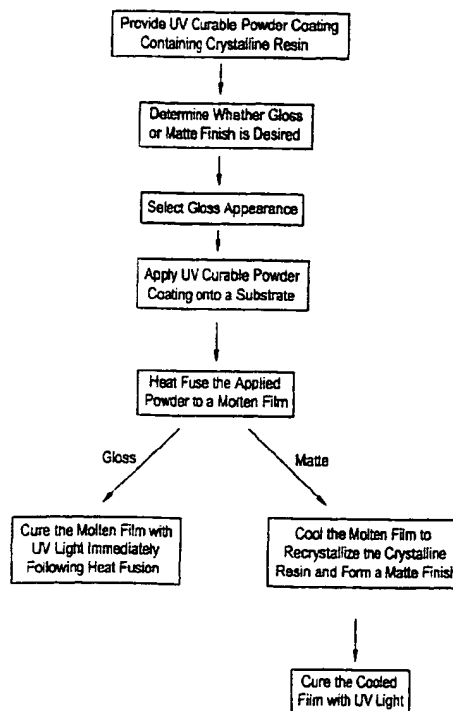 Provide UV Curable Powder Coating
Containing Crystalline Resin
Determine Whether Gloss
or Matte Finish is Desired
Select Gloss Appearance
Apply UV Curable Powder
Coating onto a Substrate
Heat Fuse the Applied
Powder to a Molten Film
Gloss
Matte
Cure the Molten Film with
UV Light Immediately
Following Heat Fusion
Cool the Molten Film to
Recrystallize the Crystalline
Resin and Form a Matte Finish
Cure the Cooled
Film with UV Light